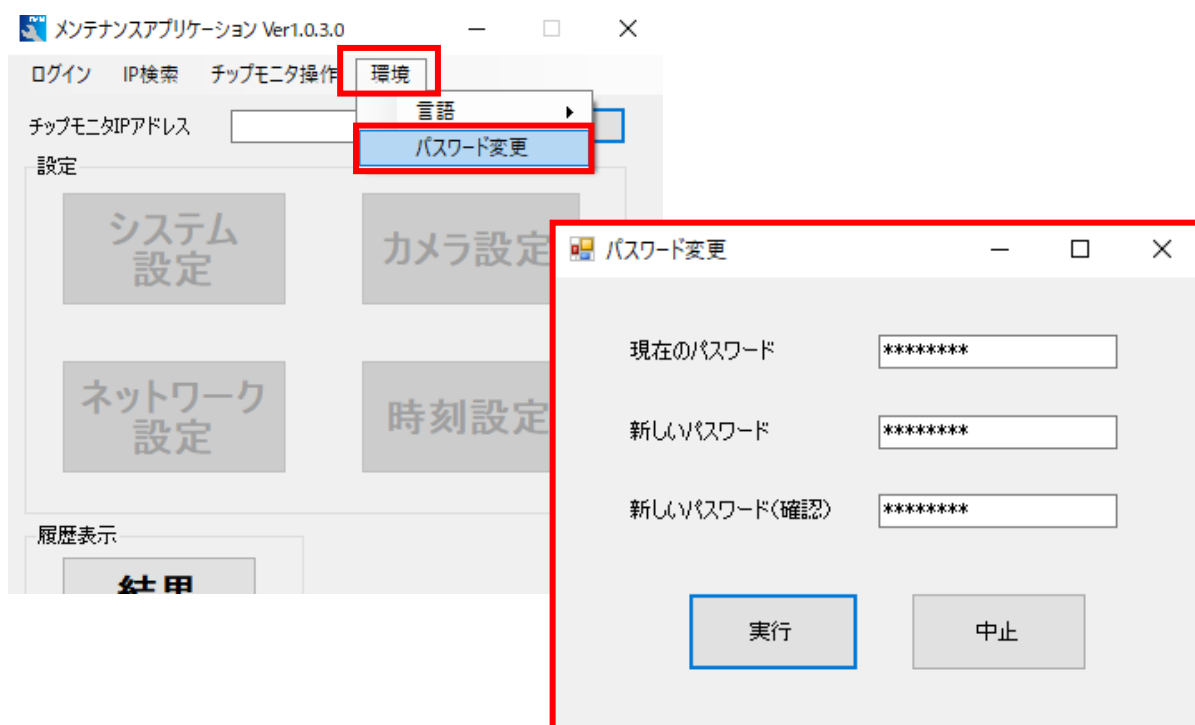 メンテナンスアプリケーション Ver1.0.3.0
ログイン IP検索 チップモニタ操作 環境
言語
パスワード変更
チップモニタIPアドレス
設定
システム
設定
カメラ設定
ネットワーク
設定
時刻設定
履歴表示
結果
パスワード変更
現在のパスワード ********
新しいパスワード ********
新しいパスワード(確認) ********
実行 中止